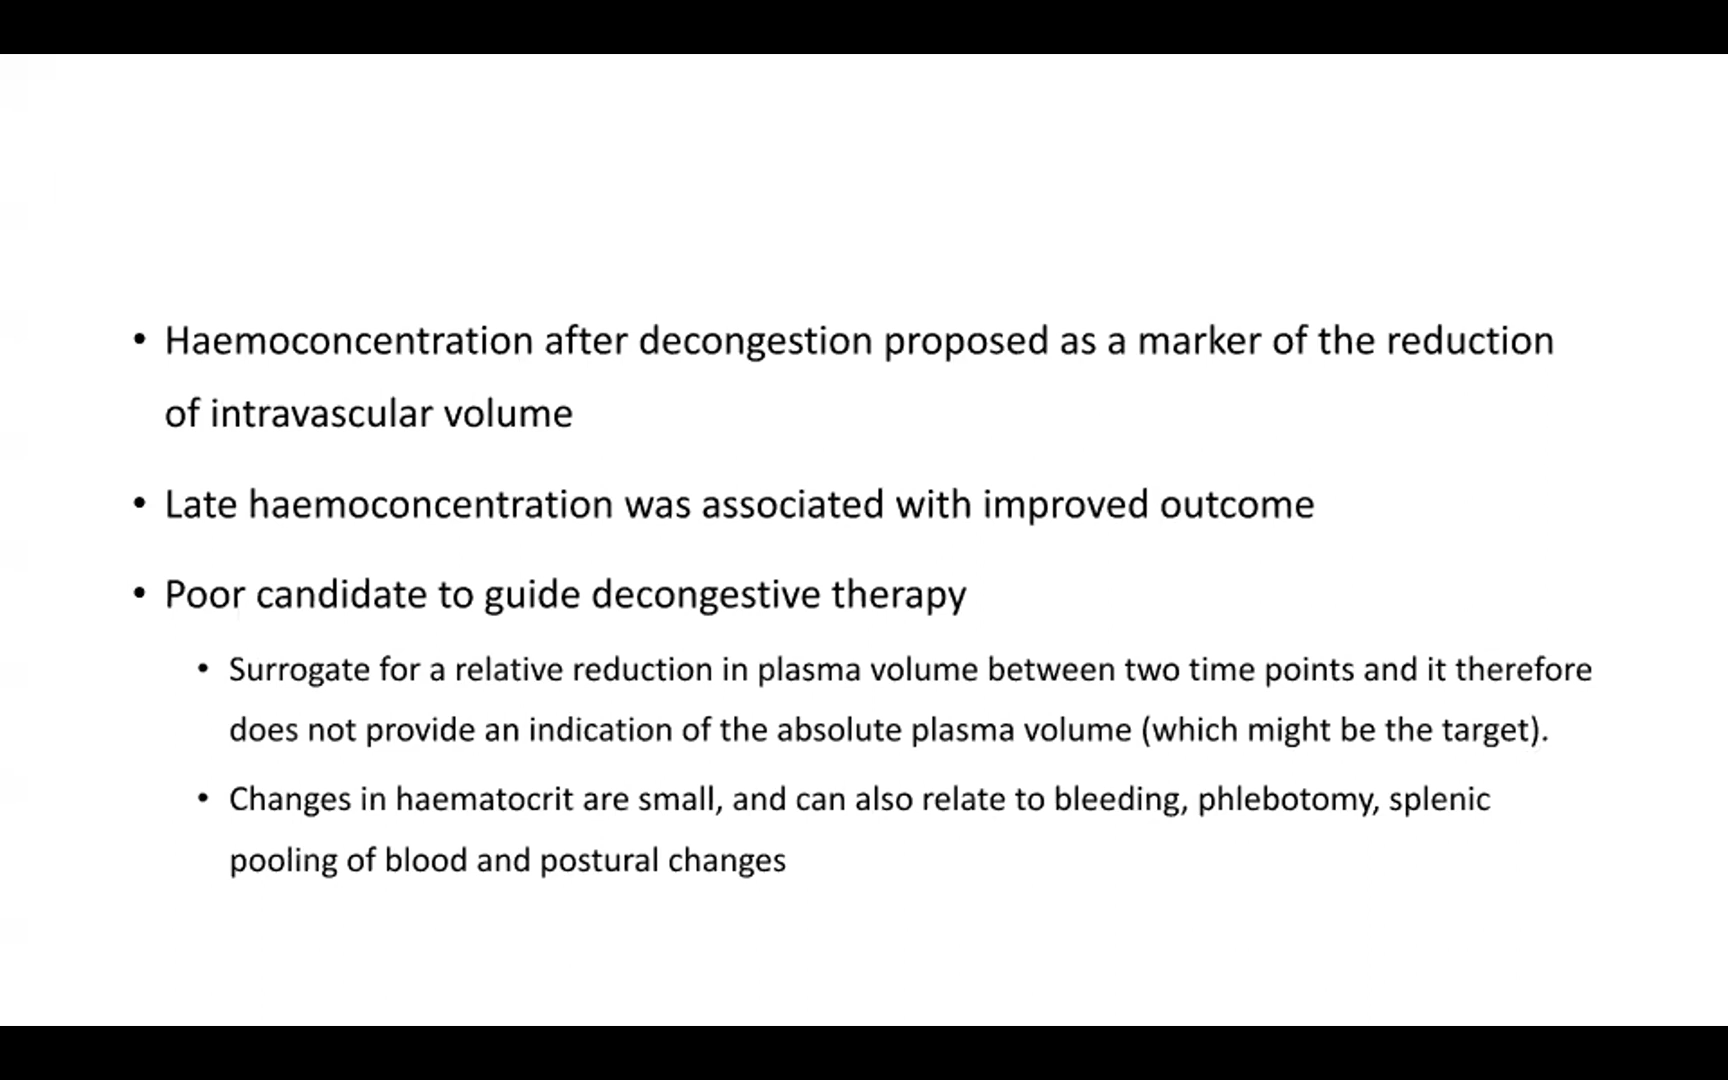 • Haemoconcentration after decongestion proposed as a marker of the reduction
of intravascular volume
• Late haemoconcentration was associated with improved outcome
• Poor candidate to guide decongestive therapy
• Surrogate for a relative reduction in plasma volume between two time points and it therefore
does not provide an indication of the absolute plasma volume (which might be the target).
• Changes in haematocrit are small, and can also relate to bleeding, phlebotomy, splenic
pooling of blood and postural changes